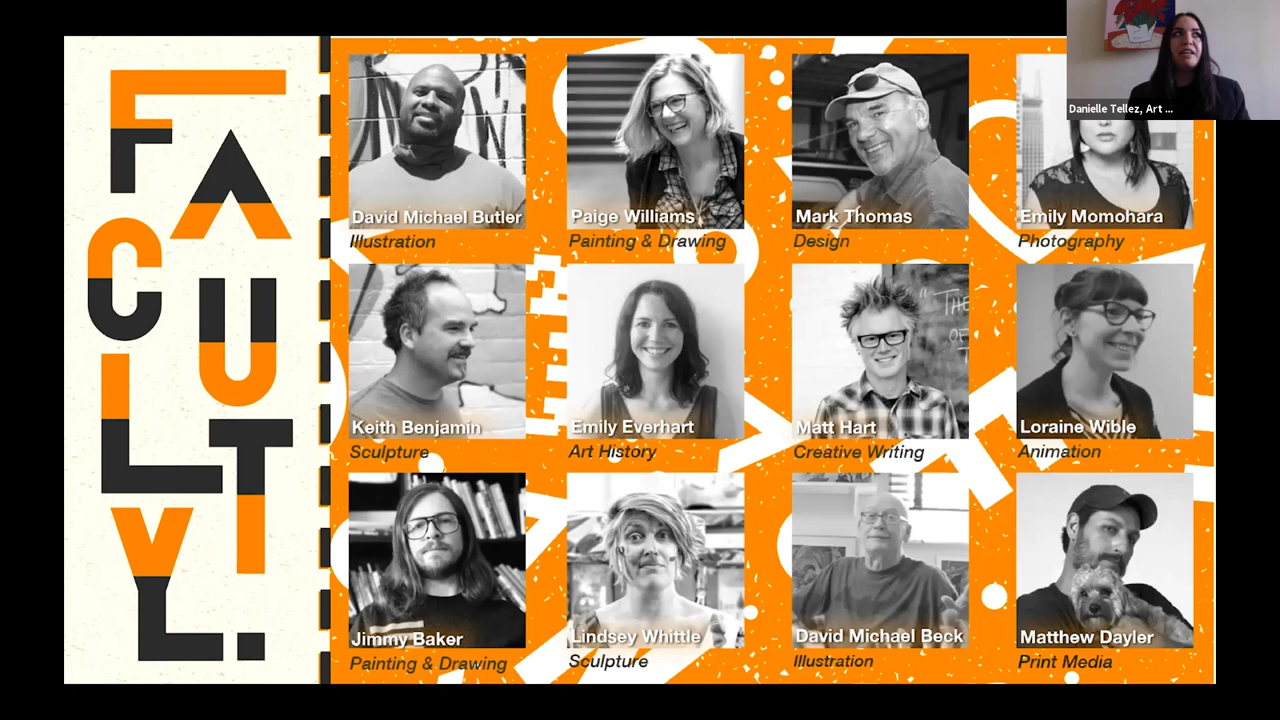 FACULTY.
Danielle Tellez, Art ...
David Michael Butler
Illustration
Paige Williams
Painting & Drawing
Mark Thomas
Design
Emily Momohara
Photography
Keith Benjamin
Sculpture
Emily Everhart
Art History
"THE
OF
Matt Hart
Creative Writing
Loraine Wible
Animation
Jimmy Baker
Painting & Drawing
Lindsey Whittle
Sculpture
David Michael Beck
Illustration
Matthew Dayler
Print Media